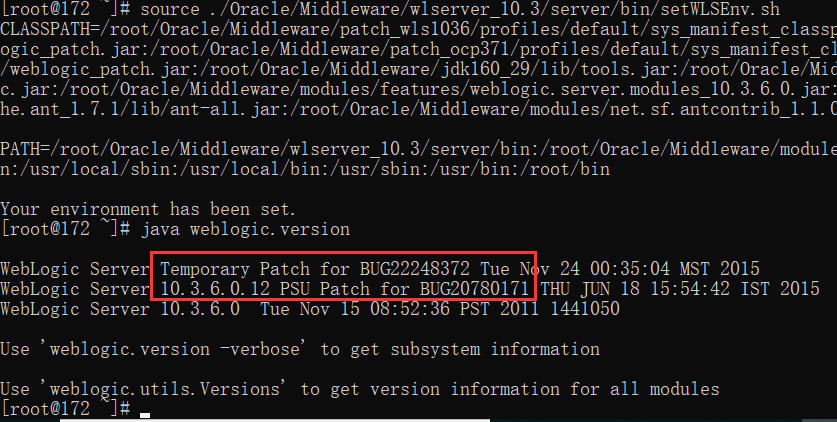 [root@172 ~]# source ./Oracle/Middleware/wlserver_10.3/server/bin/setWLSEnv.sh
CLASSPATH=/root/Oracle/Middleware/patch_wls1036/profiles/default/sys_manifest_classp
ogic_patch.jar:/root/Oracle/Middleware/patch_ocp371/profiles/default/sys_manifest_cl
/weblogic_patch.jar:/root/Oracle/Middleware/jdk160_29/lib/tools.jar:/root/Oracle/Mid
c.jar:/root/Oracle/Middleware/modules/features/weblogic.server.modules_10.3.6.0.jar:
he.ant_1.7.1/lib/ant-all.jar:/root/Oracle/Middleware/modules/net.sf.antcontrib_1.1.0
PATH=/root/Oracle/Middleware/wlserver_10.3/server/bin:/root/Oracle/Middleware/module
n:/usr/local/sbin:/usr/local/bin:/usr/sbin:/usr/bin:/root/bin
Your environment has been set.
[root@172 ~]# java weblogic.version
WebLogic Server Temporary Patch for BUG22248372 Tue Nov 24 00:35:04 MST 2015
WebLogic Server 10.3.6.0.12 PSU Patch for BUG20780171 THU JUN 18 15:54:42 IST 2015
WebLogic Server 10.3.6.0  Tue Nov 15 08:52:36 PST 2011 1441050
Use 'weblogic.version -verbose' to get subsystem information
Use 'weblogic.utils.Versions' to get version information for all modules
[root@172 ~]#